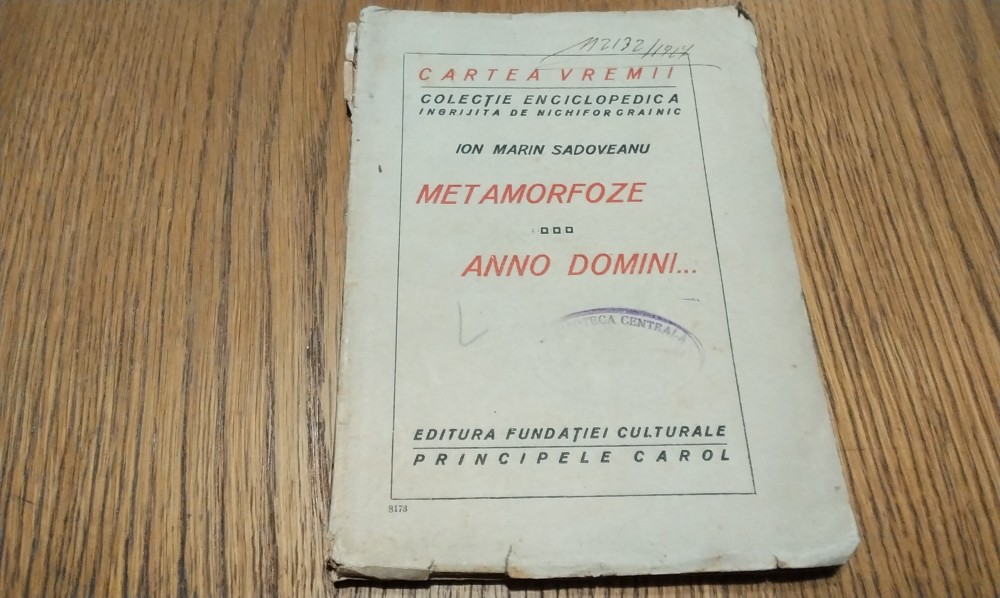 CARTEA VREMII
COLECȚIE ENCICLOPEDICA
INGRIJITA DE NICHIFOR CRAINIC
ION MARIN SADOVEANU
METAMORFOZE
ANNO DOMINI...
CENTRALA
EDITURA FUNDAȚIEI CULTURALE
PRINCIPELE CAROL
8173